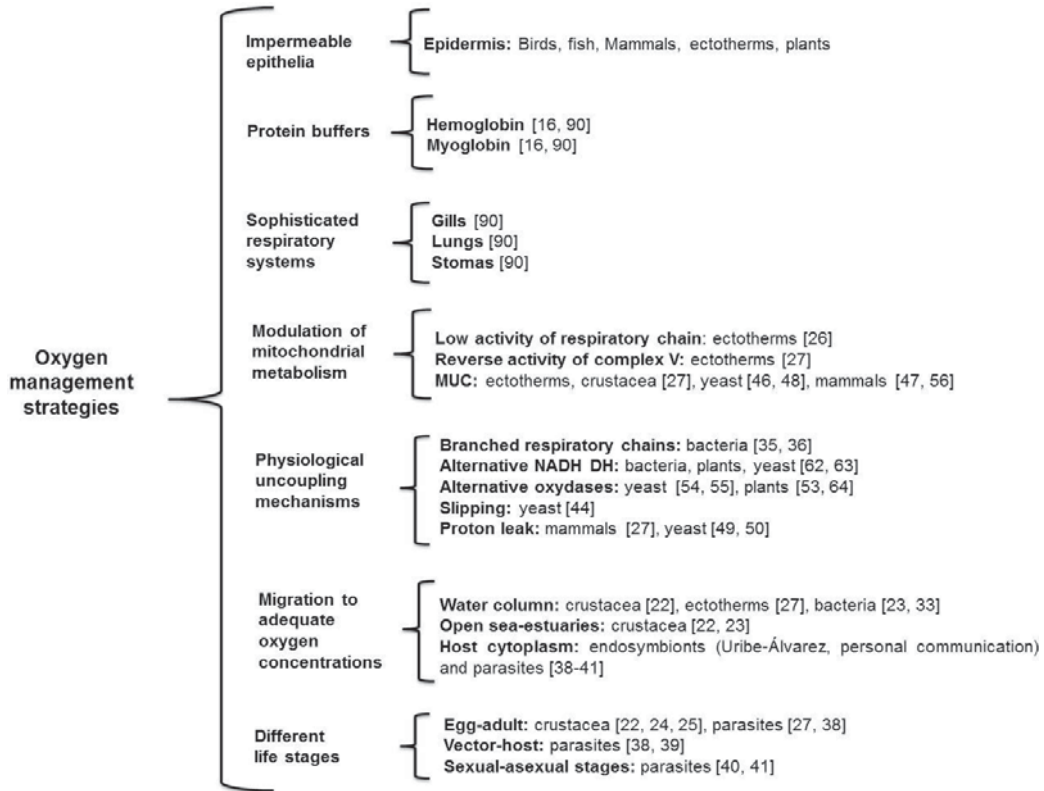 Oxygen
management
strategies
Impermeable
epithelia
Epidermis: Birds, fish, Mammals, ectotherms, plants
Protein buffers
Hemoglobin [16, 90]
Myoglobin [16, 90]
Sophisticated
respiratory
systems
Gills [90]
Lungs [90]
Stomas [90]
Modulation of
mitochondrial
metabolism
Low activity of respiratory chain: ectotherms [26]
Reverse activity of complex V: ectotherms [27]
MUC: ectotherms, crustacea [27], yeast [46, 48], mammals [47, 56]
Physiological
uncoupling
mechanisms
Branched respiratory chains: bacteria [35, 36]
Alternative NADH DH: bacteria, plants, yeast [62, 63]
Alternative oxydases: yeast [54, 55], plants [53, 64]
Slipping: yeast [44]
Proton leak: mammals [27], yeast [49, 50]
Migration to
adequate
oxygen
concentrations
Water column: crustacea [22], ectotherms [27], bacteria [23, 33]
Open sea-estuaries: crustacea [22, 23]
Host cytoplasm: endosymbionts (Uribe-Álvarez, personal communication)
and parasites [38-41]
Different
life stages
Egg-adult: crustacea [22, 24, 25], parasites [27, 38]
Vector-host: parasites [38, 39]
Sexual-asexual stages: parasites [40, 41]